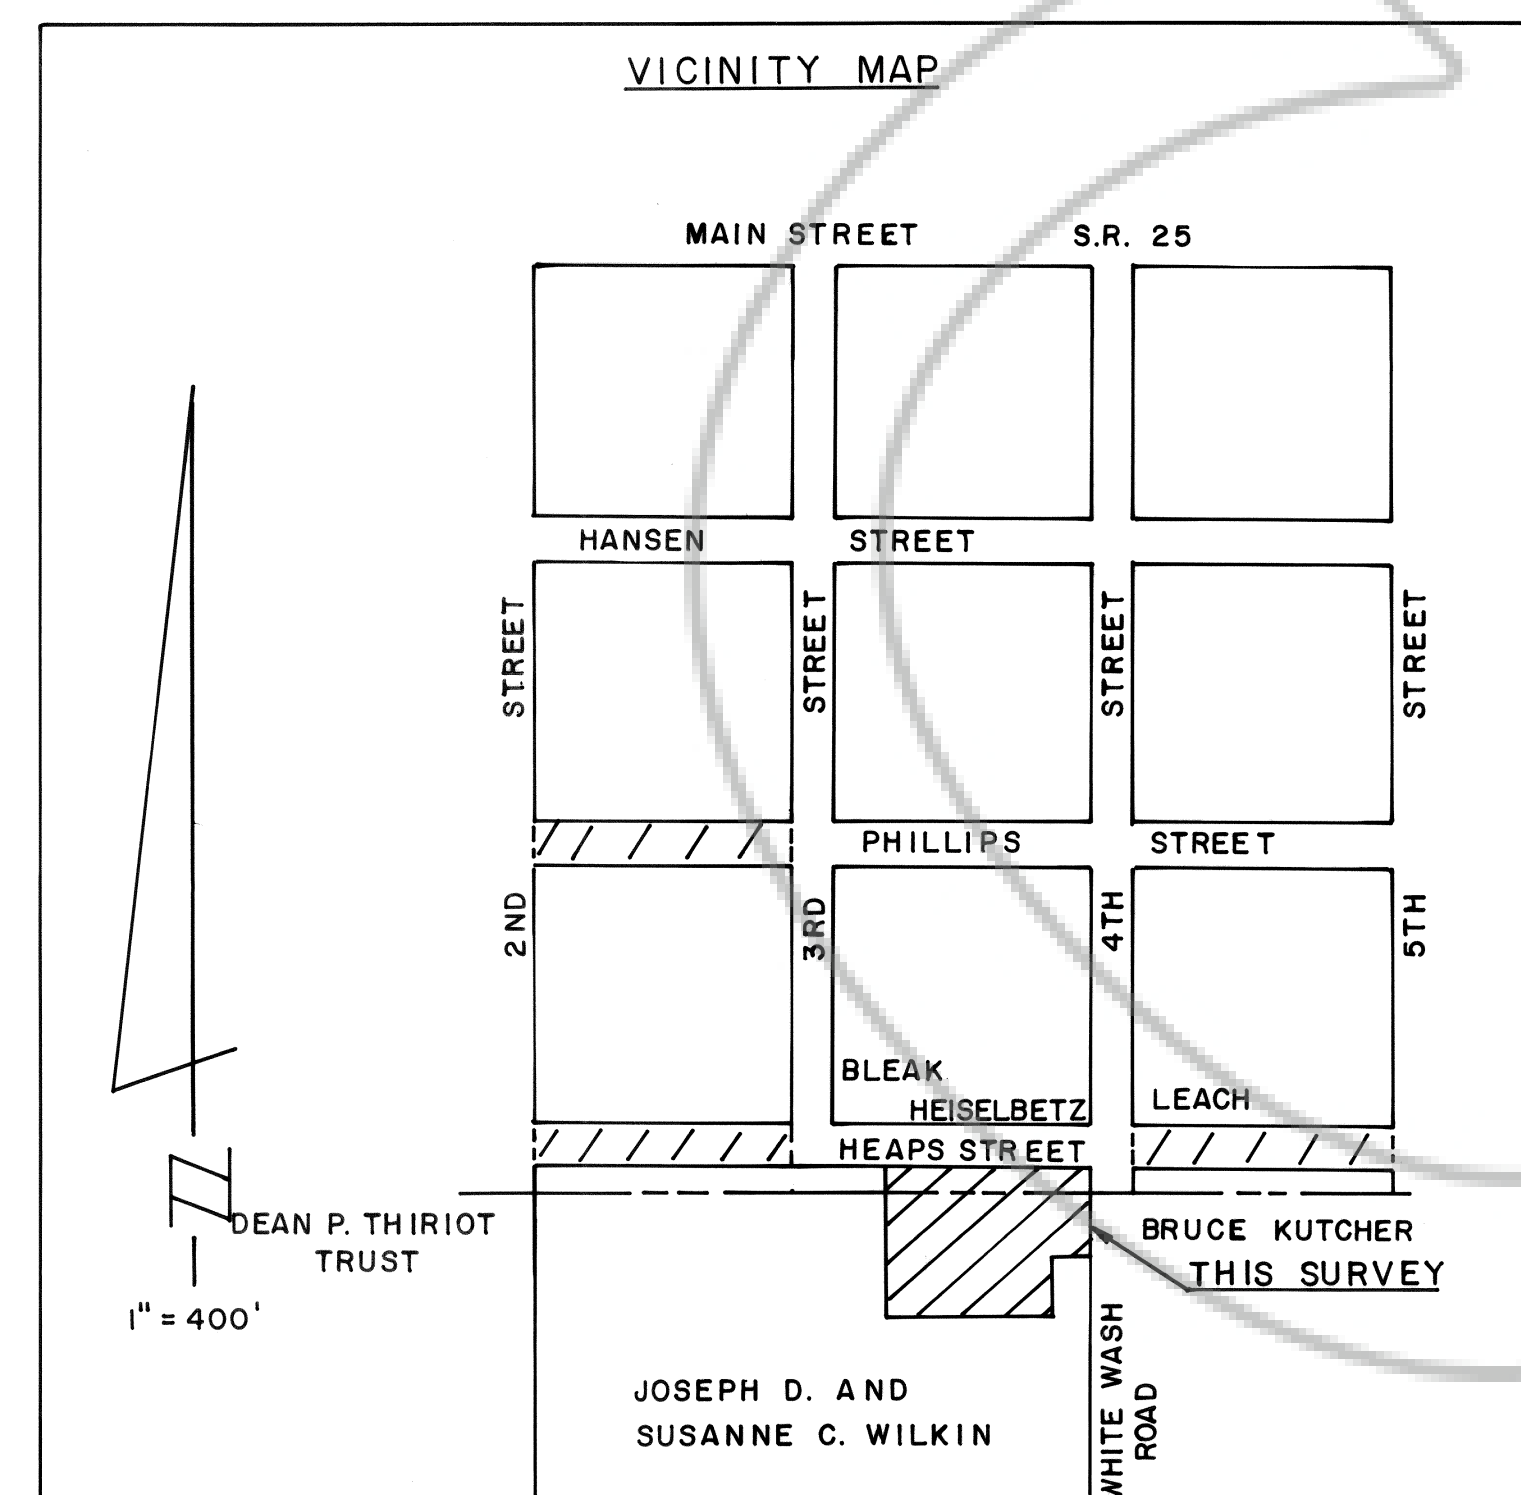 VICINITY MAP
MAIN STREET S.R. 25
HANSEN STREET
STREET
STREET
STREET
STREET
PHILLIPS STREET
2ND
3RD
4TH
5TH
BLEAK
HEISELBETZ
LEACH
HEAPS STREET
N
DEAN P. THIRIOT
TRUST
1" = 400'
BRUCE KUTCHER
THIS SURVEY
WHITE WASH
ROAD
JOSEPH D. AND
SUSANNE C. WILKIN